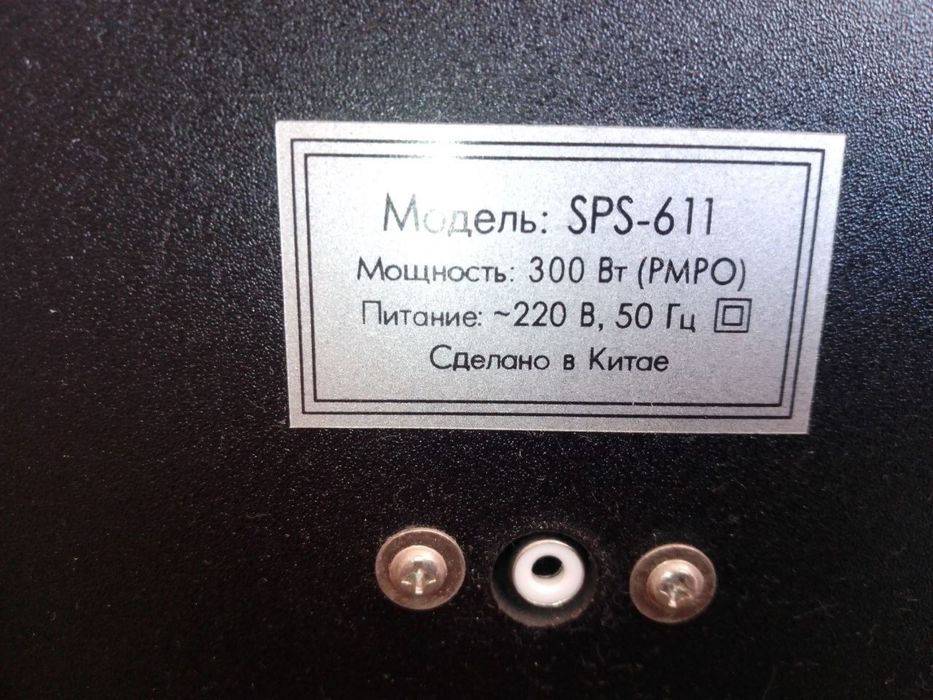 Модель: SPS-611
Мощность: 300 Вт (PMPO)
Питание: ~220 В, 50 Гц
Сделано в Китае